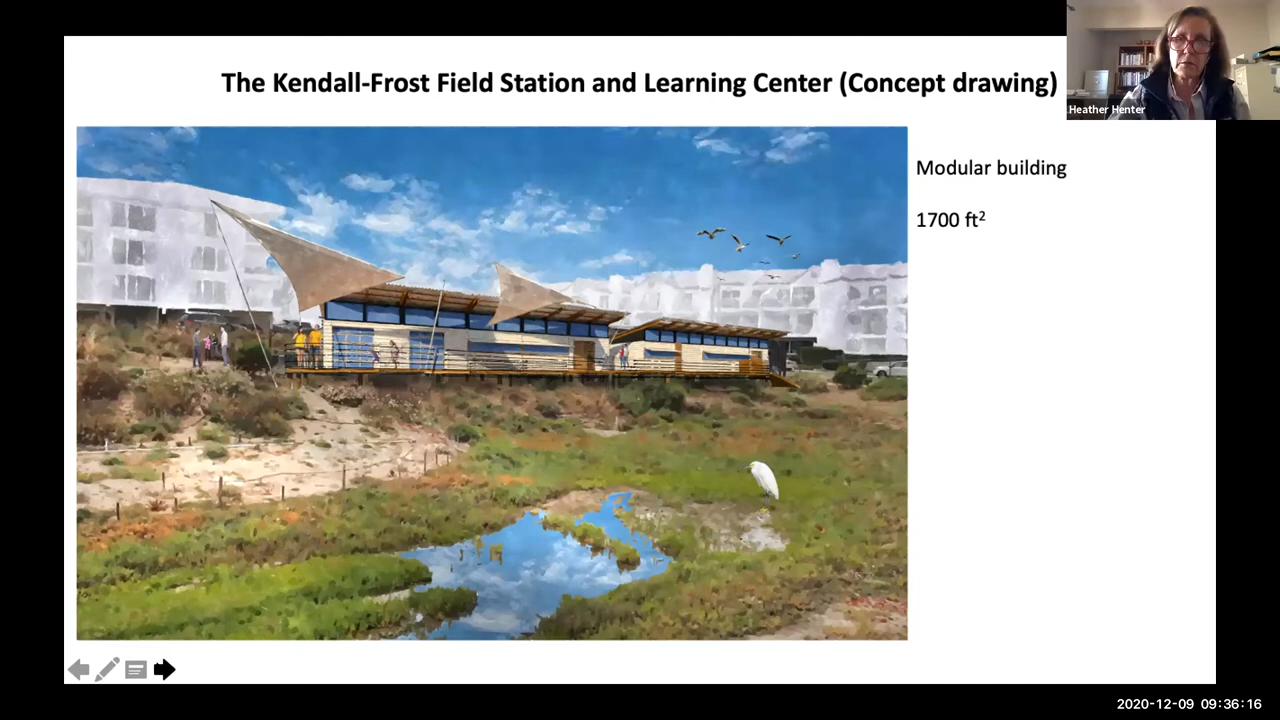 The Kendall-Frost Field Station and Learning Center (Concept drawing)
Heather Henter
Modular building
1700 ft²
2020-12-09 09:36:16